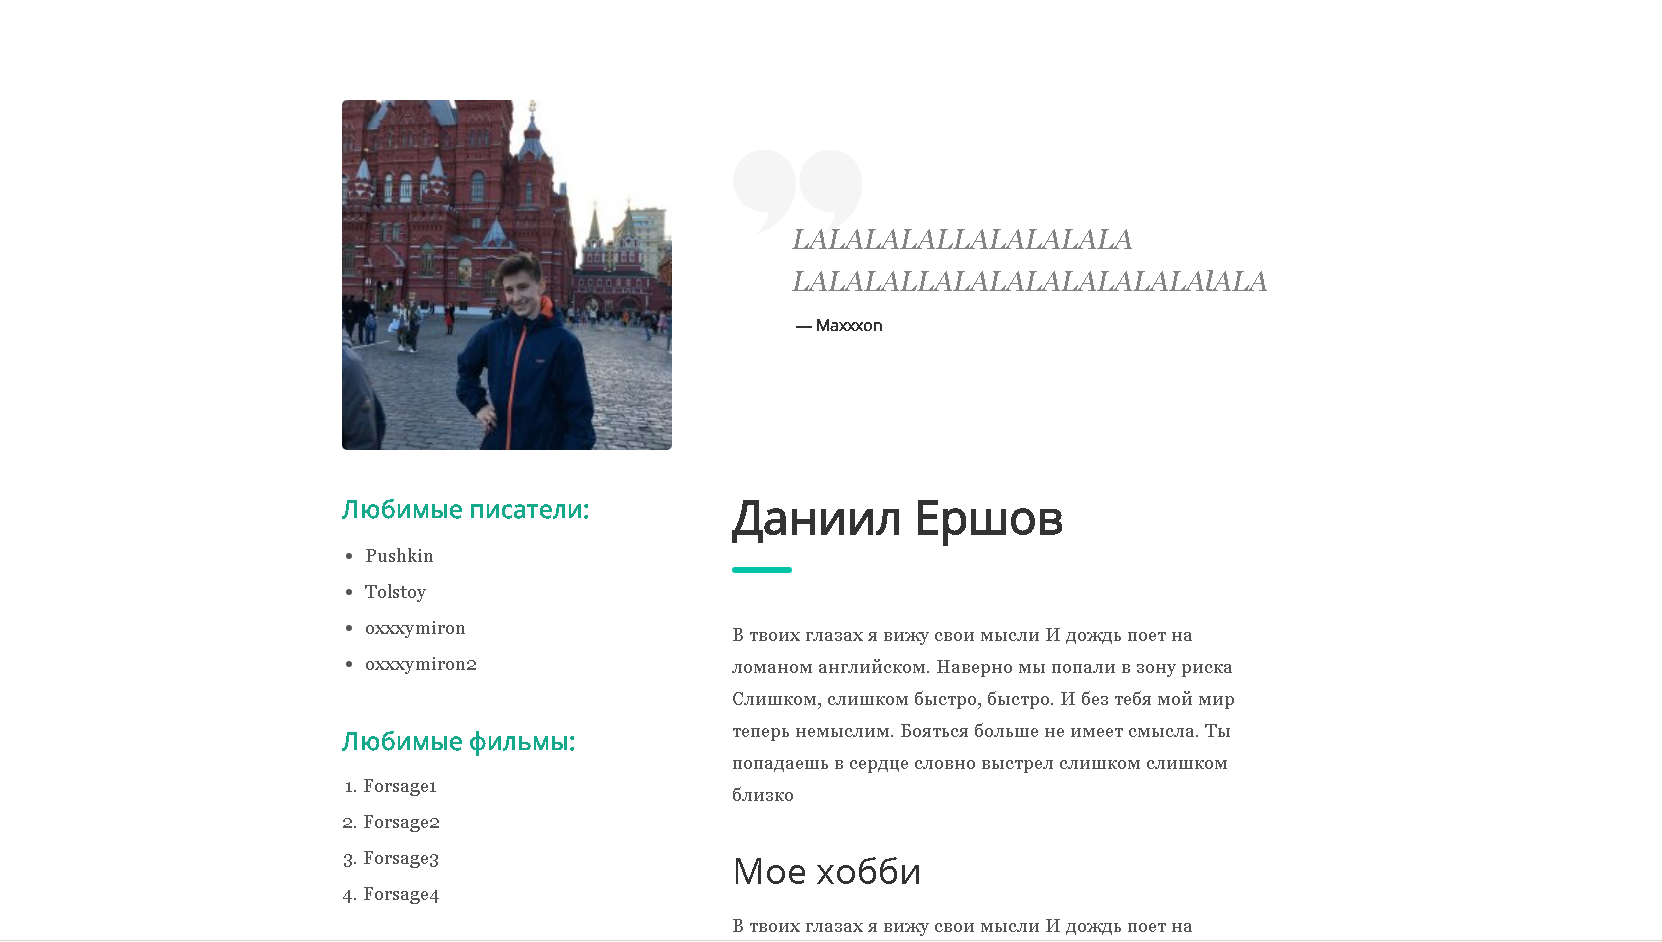 LALALALALLALALALALA
LALALALLALALALALALALALAlALA
— Maxxxon
Любимые писатели:
• Pushkin
• Tolstoy
• oxxxymiron
• oxxxymiron2
Любимые фильмы:
1. Forsage1
2. Forsage2
3. Forsage3
4. Forsage4
Даниил Ершов
В твоих глазах я вижу свои мысли И дождь поет на
ломаном английском. Наверно мы попали в зону риска
Слишком, слишком быстро, быстро. И без тебя мой мир
теперь немыслим. Бояться больше не имеет смысла. Ты
попадаешь в сердце словно выстрел слишком слишком
близко
Мое хобби
В твоих глазах я вижу свои мысли И дождь поет на